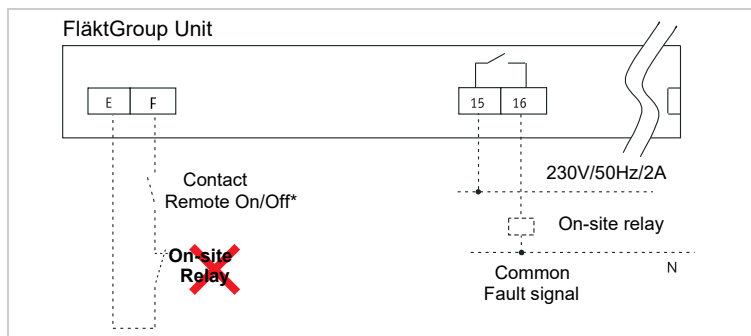 FläktGroup Unit
E F
15 16
230V/50Hz/2A
Contact
Remote On/Off*
On-site relay
On-site
Relay
N
Common
Fault signal